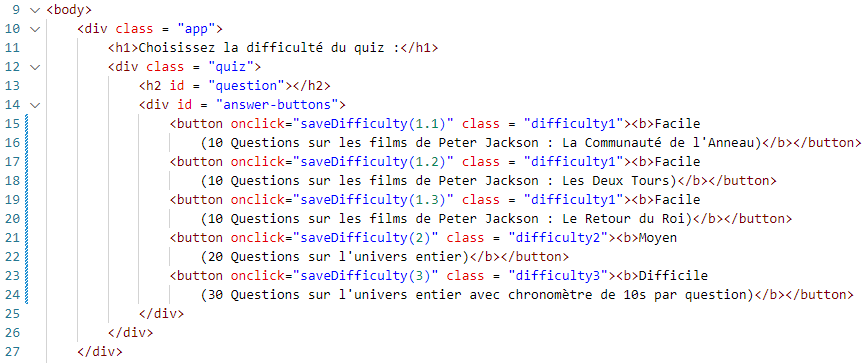 9 <body>
10 <div class = "app">
11 <h1>Choisissez la difficulté du quiz :</h1>
12 <div class = "quiz">
13 <h2 id = "question"></h2>
14 <div id = "answer-buttons">
15 <button onclick="saveDifficulty(1.1)" class = "difficulty1"><b>Facile
16 (10 Questions sur les films de Peter Jackson : La Communauté de l'Anneau)</b></button>
17 <button onclick="saveDifficulty(1.2)" class = "difficulty1"><b>Facile
18 (10 Questions sur les films de Peter Jackson : Les Deux Tours)</b></button>
19 <button onclick="saveDifficulty(1.3)" class = "difficulty1"><b>Facile
20 (10 Questions sur les films de Peter Jackson : Le Retour du Roi)</b></button>
21 <button onclick="saveDifficulty(2)" class = "difficulty2"><b>Moyen
22 (20 Questions sur l'univers entier)</b></button>
23 <button onclick="saveDifficulty(3)" class = "difficulty3"><b>Difficile
24 (30 Questions sur l'univers entier avec chronomètre de 10s par question)</b></button>
25 </div>
26 </div>
27 </div>